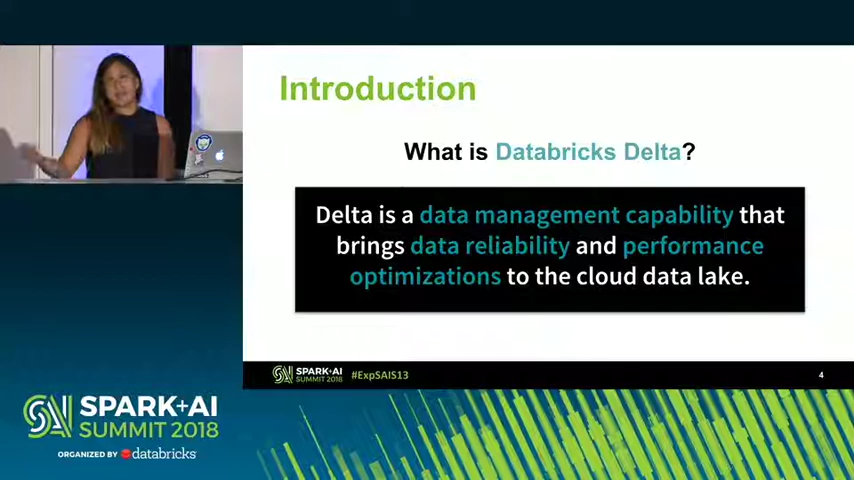 Introduction
What is Databricks Delta?
Delta is a data management capability that
brings data reliability and performance
optimizations to the cloud data lake.
SPARK+AI
SUMMIT 2018
#ExpSAIS13
4
SPARK+AI
SUMMIT 2018
ORGANIZED BY databricks